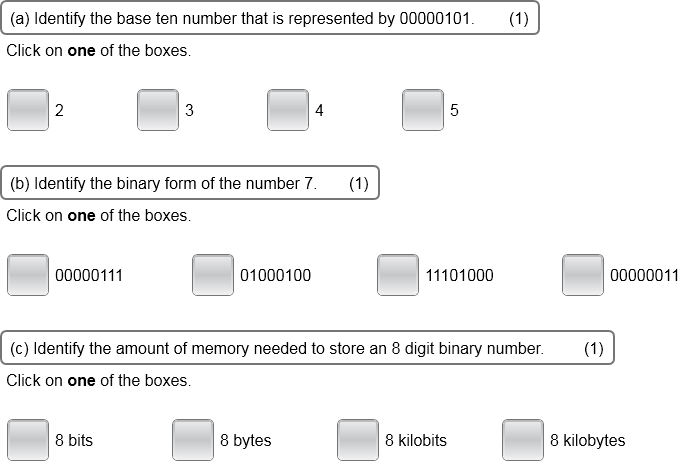 (a) Identify the base ten number that is represented by 00000101. (1)
Click on one of the boxes.
2 3 4 5
(b) Identify the binary form of the number 7. (1)
Click on one of the boxes.
00000111 01000100 11101000 00000011
(c) Identify the amount of memory needed to store an 8 digit binary number. (1)
Click on one of the boxes.
8 bits 8 bytes 8 kilobits 8 kilobytes